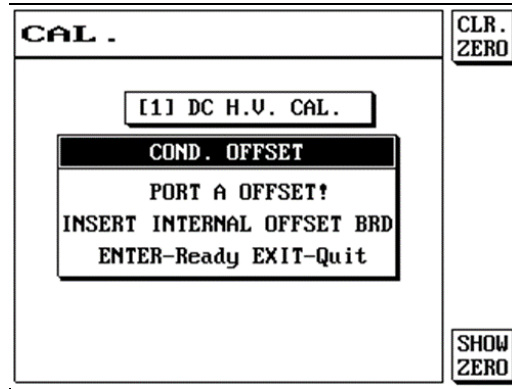 CAL.
CLR.
ZERO
[1] DC H.V. CAL.
COND. OFFSET
PORT A OFFSET!
INSERT INTERNAL OFFSET BRD
ENTER-Ready EXIT-Quit
SHOW
ZERO